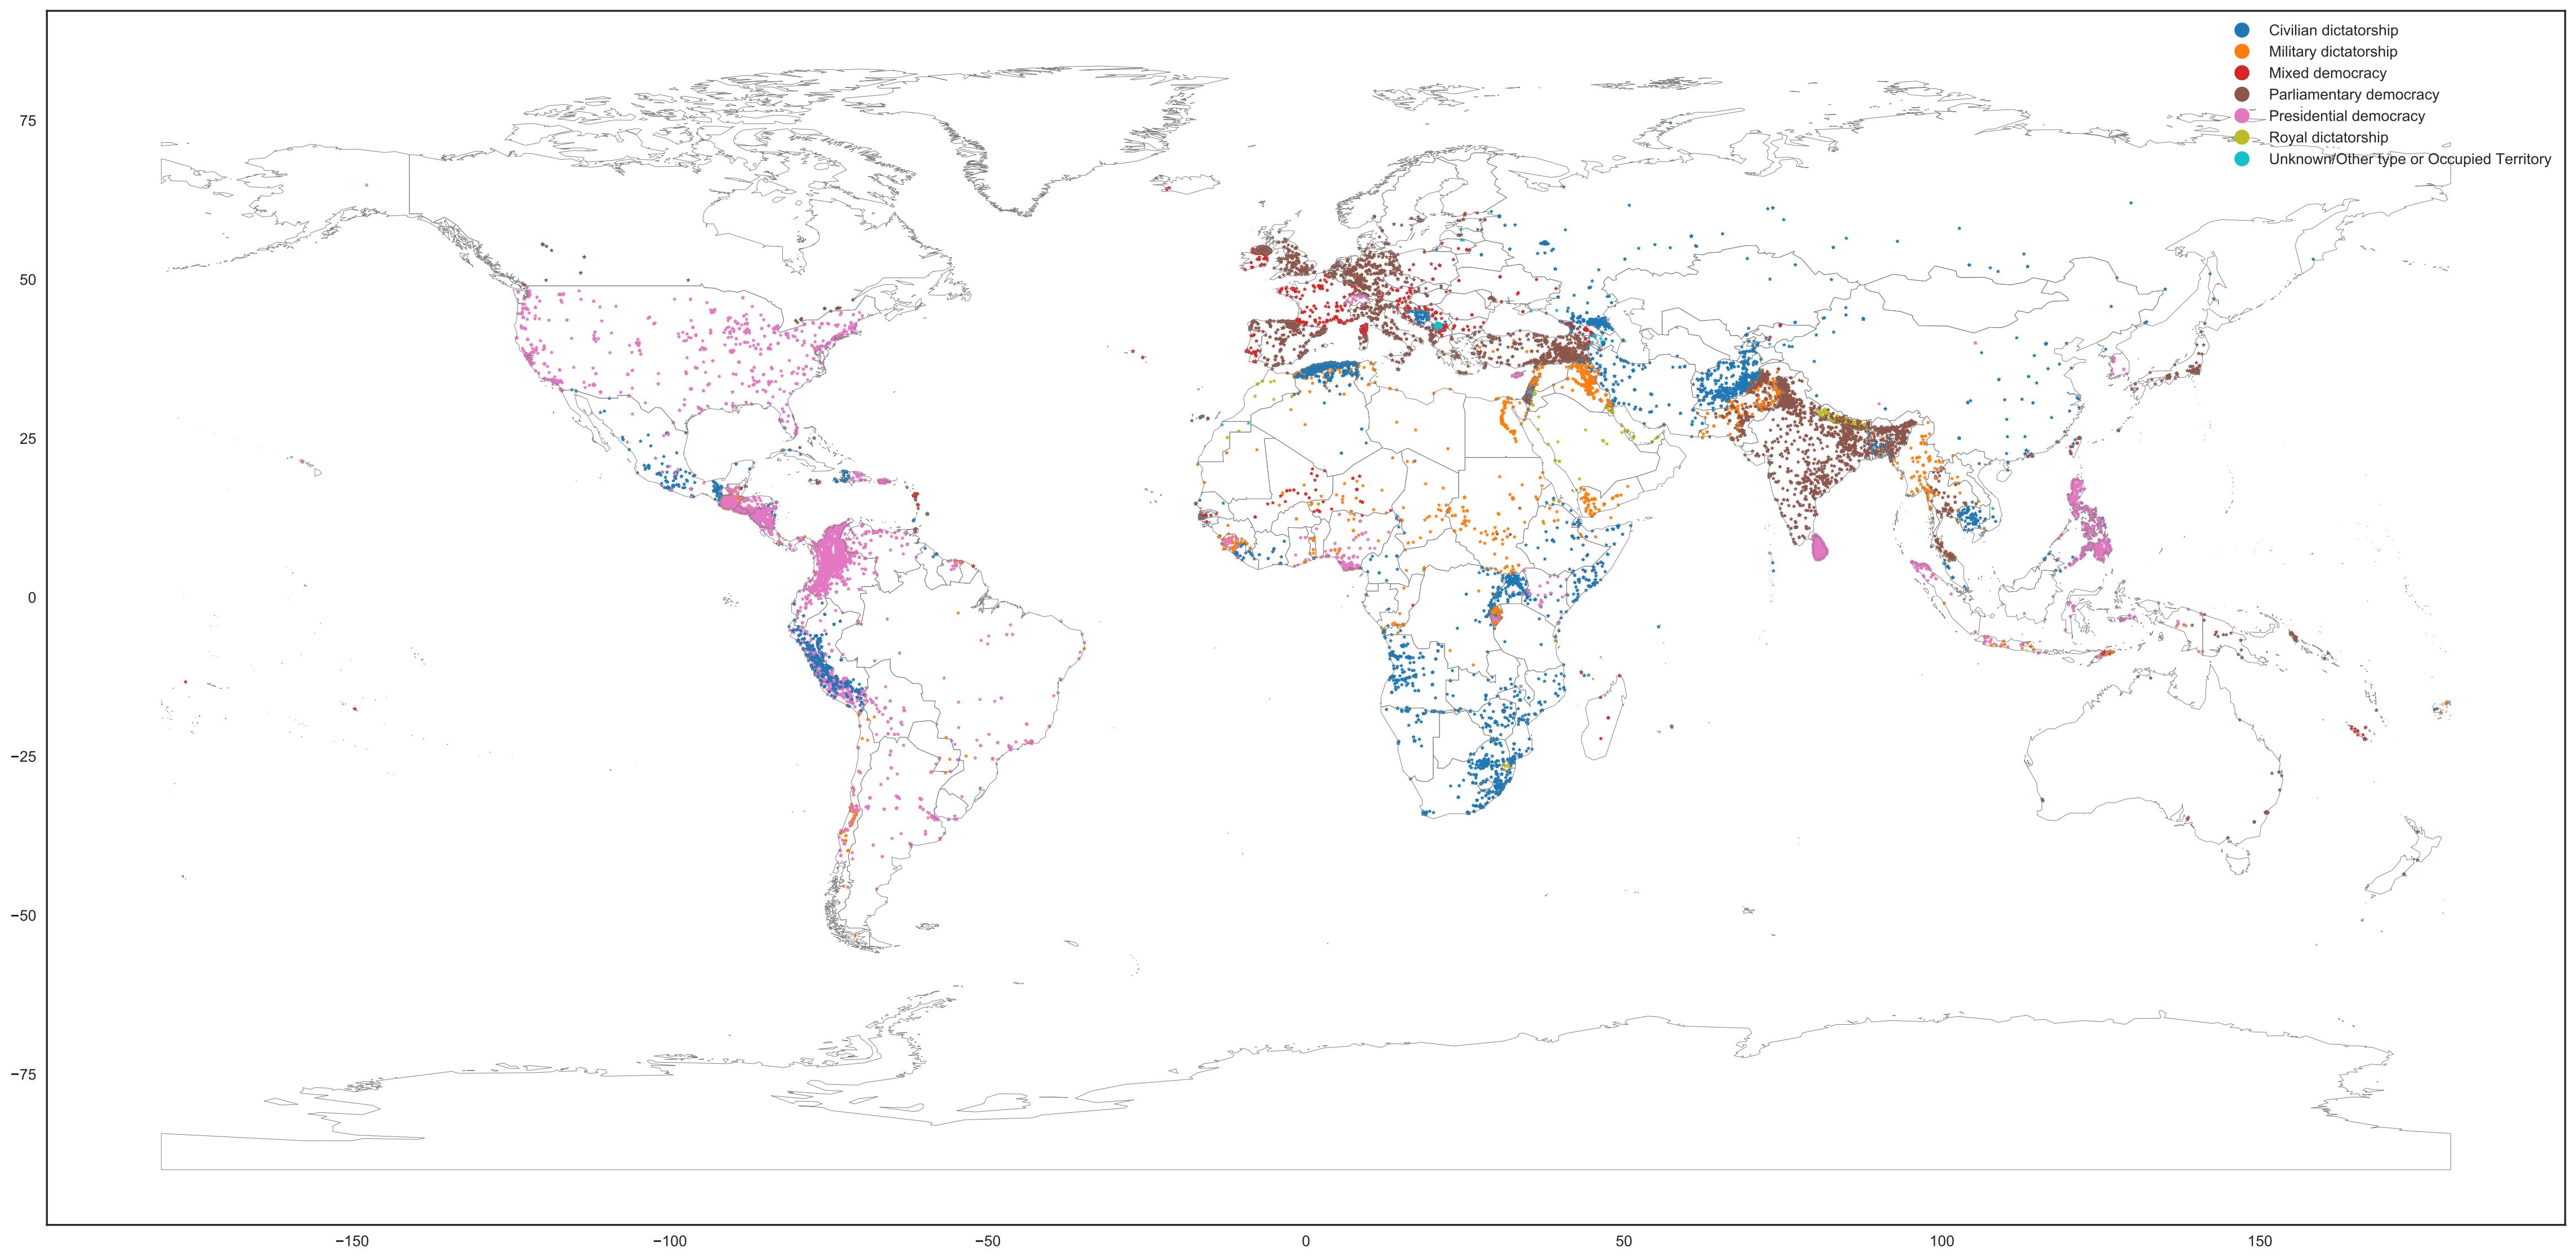 Civilian dictatorship
Military dictatorship
Mixed democracy
Parliamentary democracy
Presidential democracy
Royal dictatorship
Unknown/Other type or Occupied Territory
75
50
25
0
−25
−50
−75
−150
−100
−50
0
50
100
150